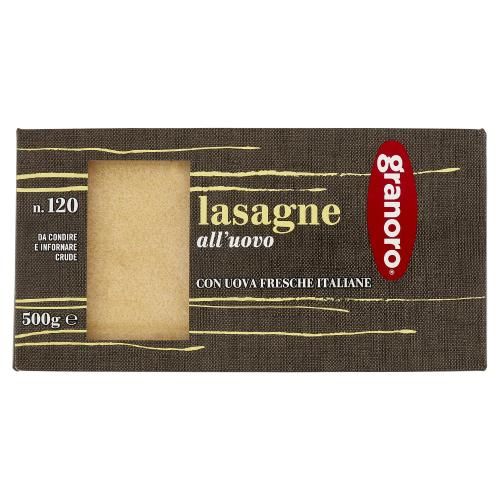 n.120
DA CONDIRE
E INFORNARE
CRUDE
500g ℮
lasagne
all'uovo
CON UOVA FRESCHE ITALIANE
granoro®